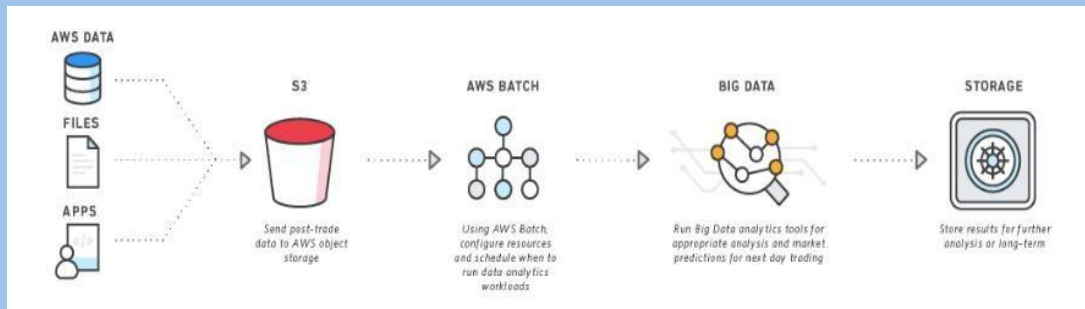 AWS DATA
FILES
APPS
S3
Send post-trade
data to AWS object
storage
AWS BATCH
Using AWS Batch,
configure resources
and schedule when to
run data analytics
workloads
BIG DATA
Run Big Data analytics tools for
appropriate analysis and market
predictions for next day trading
STORAGE
Store results for further
analysis or long-term